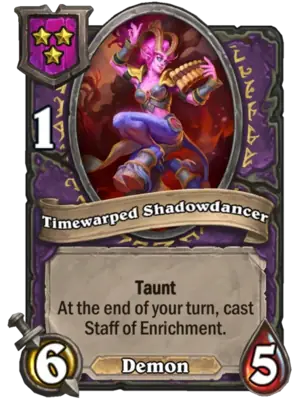 1
Timewarped Shadowdancer
Taunt
At the end of your turn, cast
Staff of Enrichment.
6
Demon
5